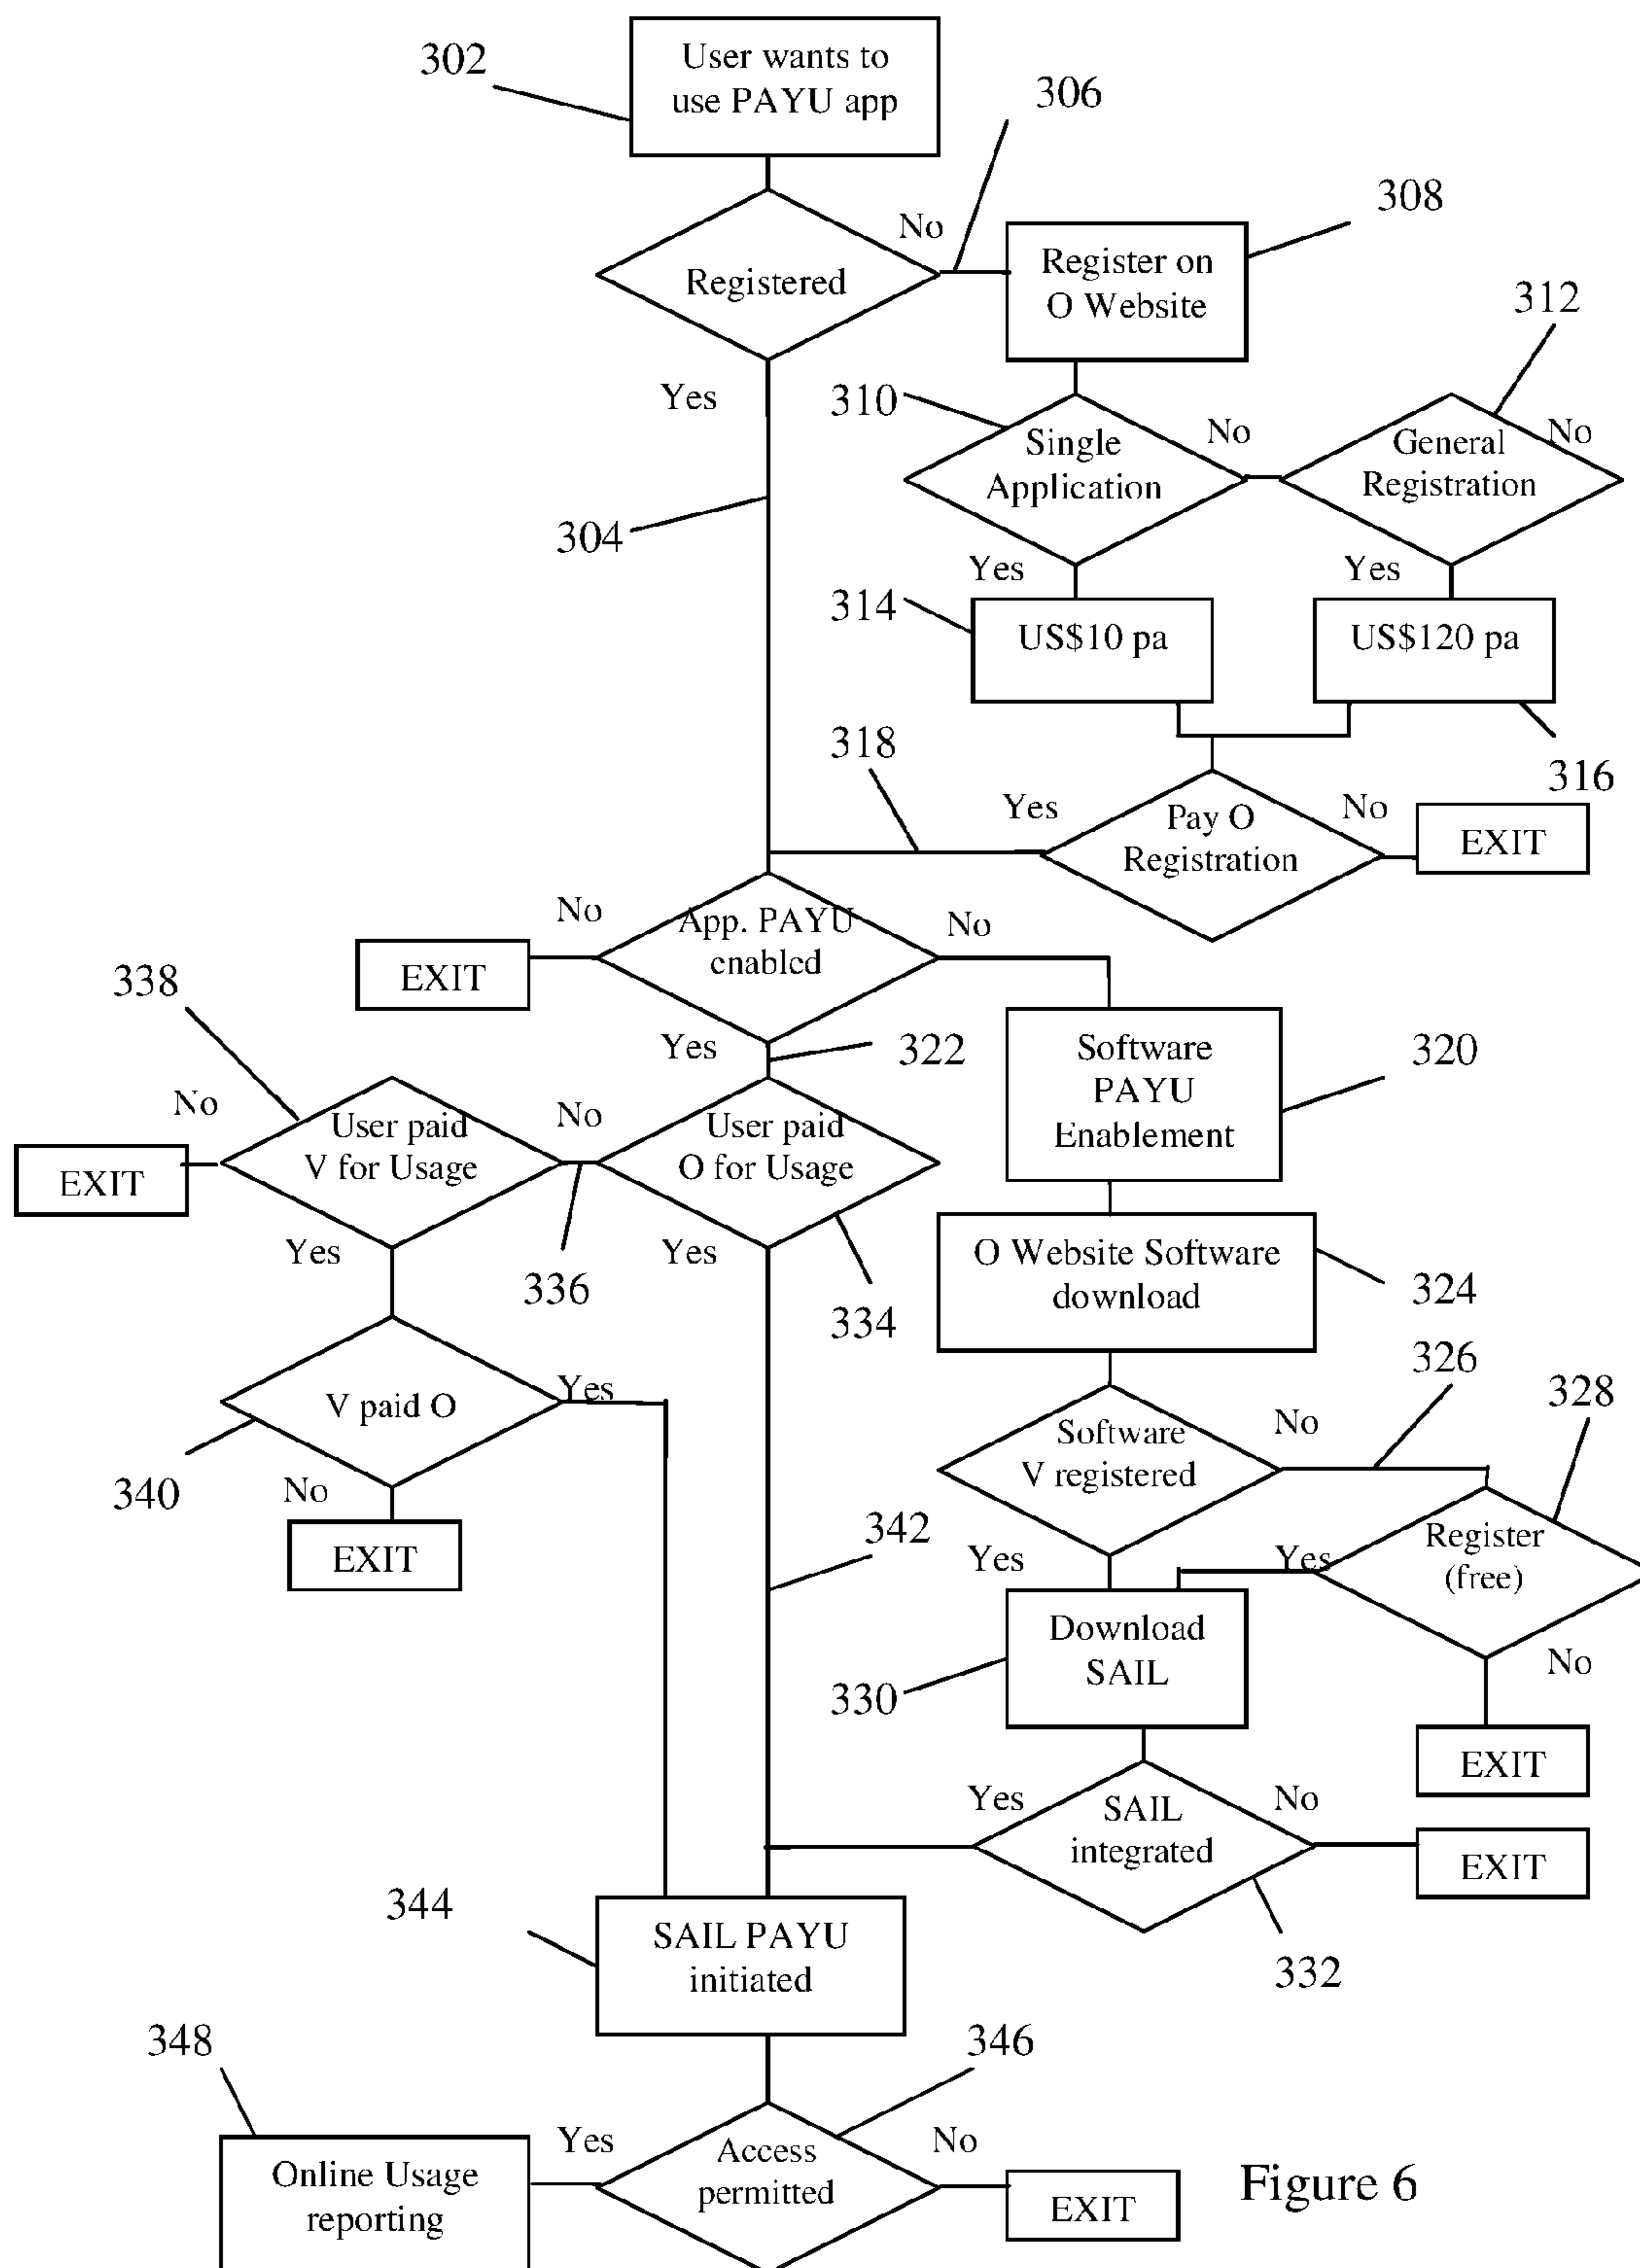 302
User wants to
use PAYU app
306
No
308
Registered
Register on
O Website
312
Yes
310
Single
Application
No
General
Registration
No
304
Yes
Yes
314
US$10 pa
US$120 pa
318
316
Yes
Pay O
Registration
No
EXIT
No
App. PAYU
enabled
No
EXIT
338
Yes
322
Software
PAYU
Enablement
320
No
User paid
V for Usage
No
User paid
O for Usage
EXIT
Yes
336
Yes
334
O Website Software
download
324
326
328
V paid O
Yes
Software
V registered
No
340
No
EXIT
342
Yes
Yes
Register
(free)
Download
SAIL
330
No
EXIT
Yes
SAIL
integrated
No
EXIT
344
SAIL PAYU
initiated
332
348
346
Yes
Access
permitted
No
Online Usage
reporting
EXIT
Figure 6